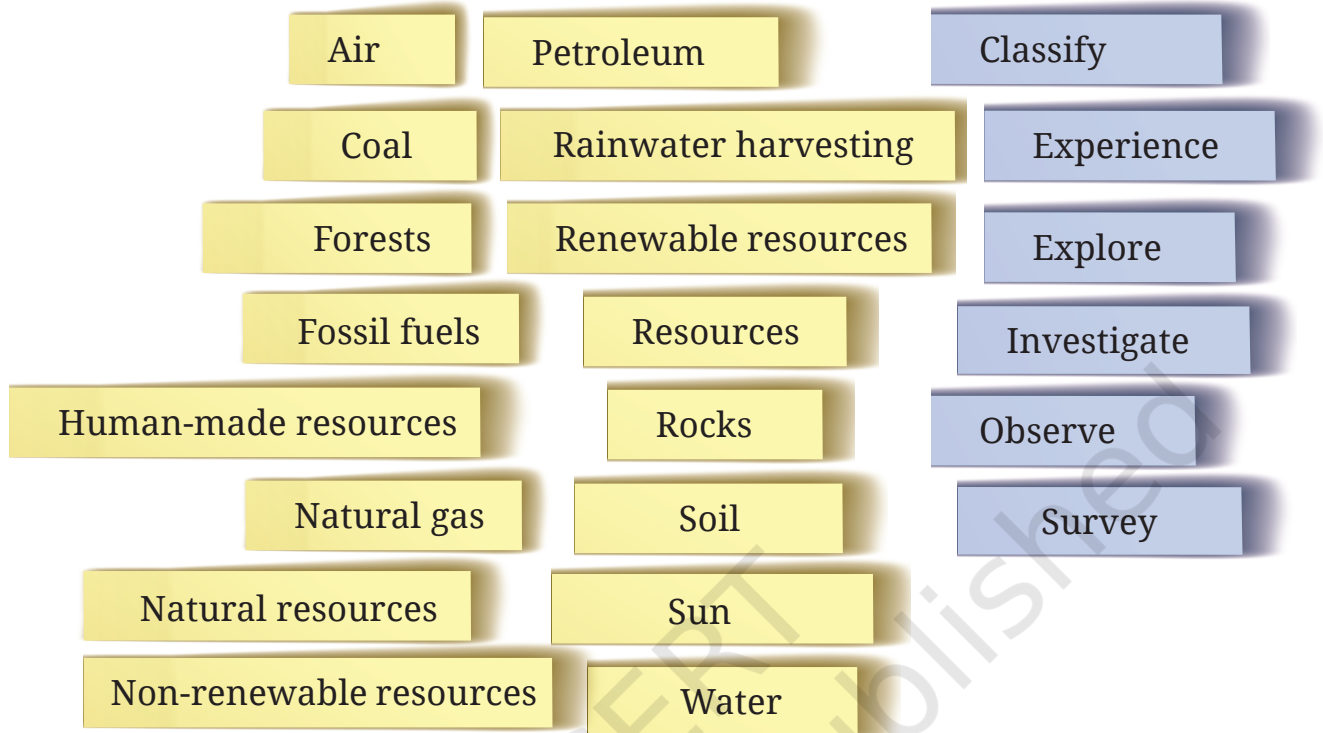 Air
Coal
Forests
Fossil fuels
Human-made resources
Natural gas
Natural resources
Non-renewable resources
Petroleum
Rainwater harvesting
Renewable resources
Resources
Rocks
Soil
Sun
Water
Classify
Experience
Explore
Investigate
Observe
Survey